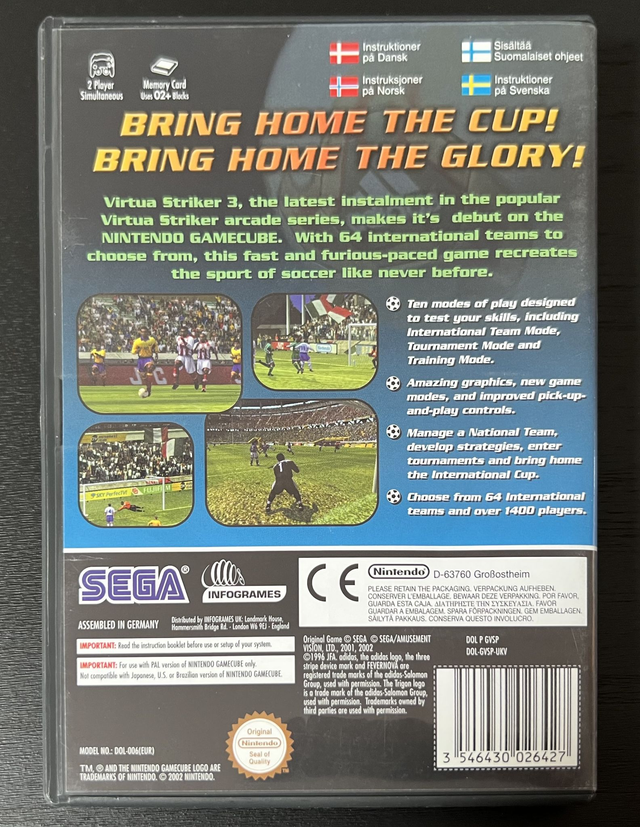 2 Player
Simultaneous
Memory Card
Uses 02+ Blocks
Instruktioner
på Dansk
Sisältää
Suomalaiset ohjeet
Instruksjoner
på Norsk
Instruktioner
på Svenska
BRING HOME THE CUP!
BRING HOME THE GLORY!
Virtua Striker 3, the latest instalment in the popular
Virtua Striker arcade series, makes it's debut on the
NINTENDO GAMECUBE. With 64 international teams to
choose from, this fast and furious-paced game recreates
the sport of soccer like never before.
Ten modes of play designed
to test your skills, including
International Team Mode,
Tournament Mode and
Training Mode.
Amazing graphics, new game
modes, and improved pick-up-
and-play controls.
Manage a National Team,
develop strategies, enter
tournaments and bring home
the International Cup.
Choose from 64 International
teams and over 1400 players.
SEGA®
INFOGRAMES
ASSEMBLED IN GERMANY
Distributed by INFOGRAMES UK: Landmark House,
Hammersmith Bridge Rd. - London W6 9EJ - England
IMPORTANT: Read the instruction booklet before use or setup of your system.
IMPORTANT: For use with PAL version of NINTENDO GAMECUBE only.
Not compatible with Japonese, U.S. or Brazilian version of NINTENDO GAMECUBE.
CE
Nintendo® D-63760 Großostheim
PLEASE RETAIN THE PACKAGING. VERPACKUNG AUFHEBEN.
CONSERVER L'EMBALLAGE. BEWAAR DEZE VERPAKKING. POR FAVOR,
GUARDA ESTA CAJA. ΔΙΑΤΗΡΗΣΤΕ ΤΗΝ ΣΥΣΚΕΥΑΣΙΑ. FAVOR
GUARDAR A EMBALAGEM. SPARA FÖRPACKNINGEN. GEM EMBALLAGEN.
SÄILYTÄ PAKKAUS. CONSERVA QUESTO INVOLUCRO.
Original Game © SEGA © SEGA/AMUSEMENT
VISION, LTD., 2001, 2002
©1996 JFA. adidas, the adidas logo, the three
stripe device mark and FEVERNOVA are
registered trade marks of the adidas-Salomon
Group, used with permission. The Trigon logo
is a trade mark of the adidas-Salomon Group,
used with permission. Trademarks owned by
third parties are used with permission.
DOL P GVSP
DOL-GVSP-UKV
3 546430 026427
Original
Nintendo®
Seal of
Quality
TM
MODEL NO.: DOL-006(EUR)
TM, ® AND THE NINTENDO GAMECUBE LOGO ARE
TRADEMARKS OF NINTENDO. © 2002 NINTENDO.